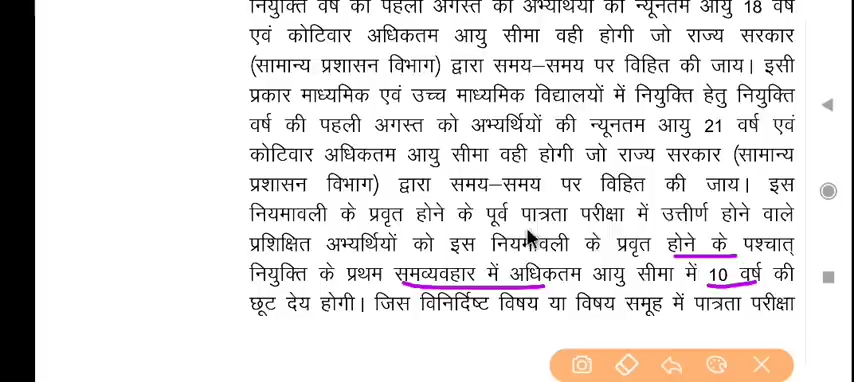 नियुक्ति वर्ष की पहली अगस्त को अभ्यर्थियों की न्यूनतम आयु 18 वर्ष
एवं कोटिवार अधिकतम आयु सीमा वही होगी जो राज्य सरकार
(सामान्य प्रशासन विभाग) द्वारा समय–समय पर विहित की जाय। इसी
प्रकार माध्यमिक एवं उच्च माध्यमिक विद्यालयों में नियुक्ति हेतु नियुक्ति
वर्ष की पहली अगस्त को अभ्यर्थियों की न्यूनतम आयु 21 वर्ष एवं
कोटिवार अधिकतम आयु सीमा वही होगी जो राज्य सरकार (सामान्य
प्रशासन विभाग) द्वारा समय–समय पर विहित की जाय। इस
नियमावली के प्रवृत होने के पूर्व पात्रता परीक्षा में उत्तीर्ण होने वाले
प्रशिक्षित अभ्यर्थियों को इस नियमावली के प्रवृत होने के पश्चात्
नियुक्ति के प्रथम समव्यवहार में अधिकतम आयु सीमा में 10 वर्ष की
छूट देय होगी। जिस विनिर्दिष्ट विषय या विषय समूह में पात्रता परीक्षा